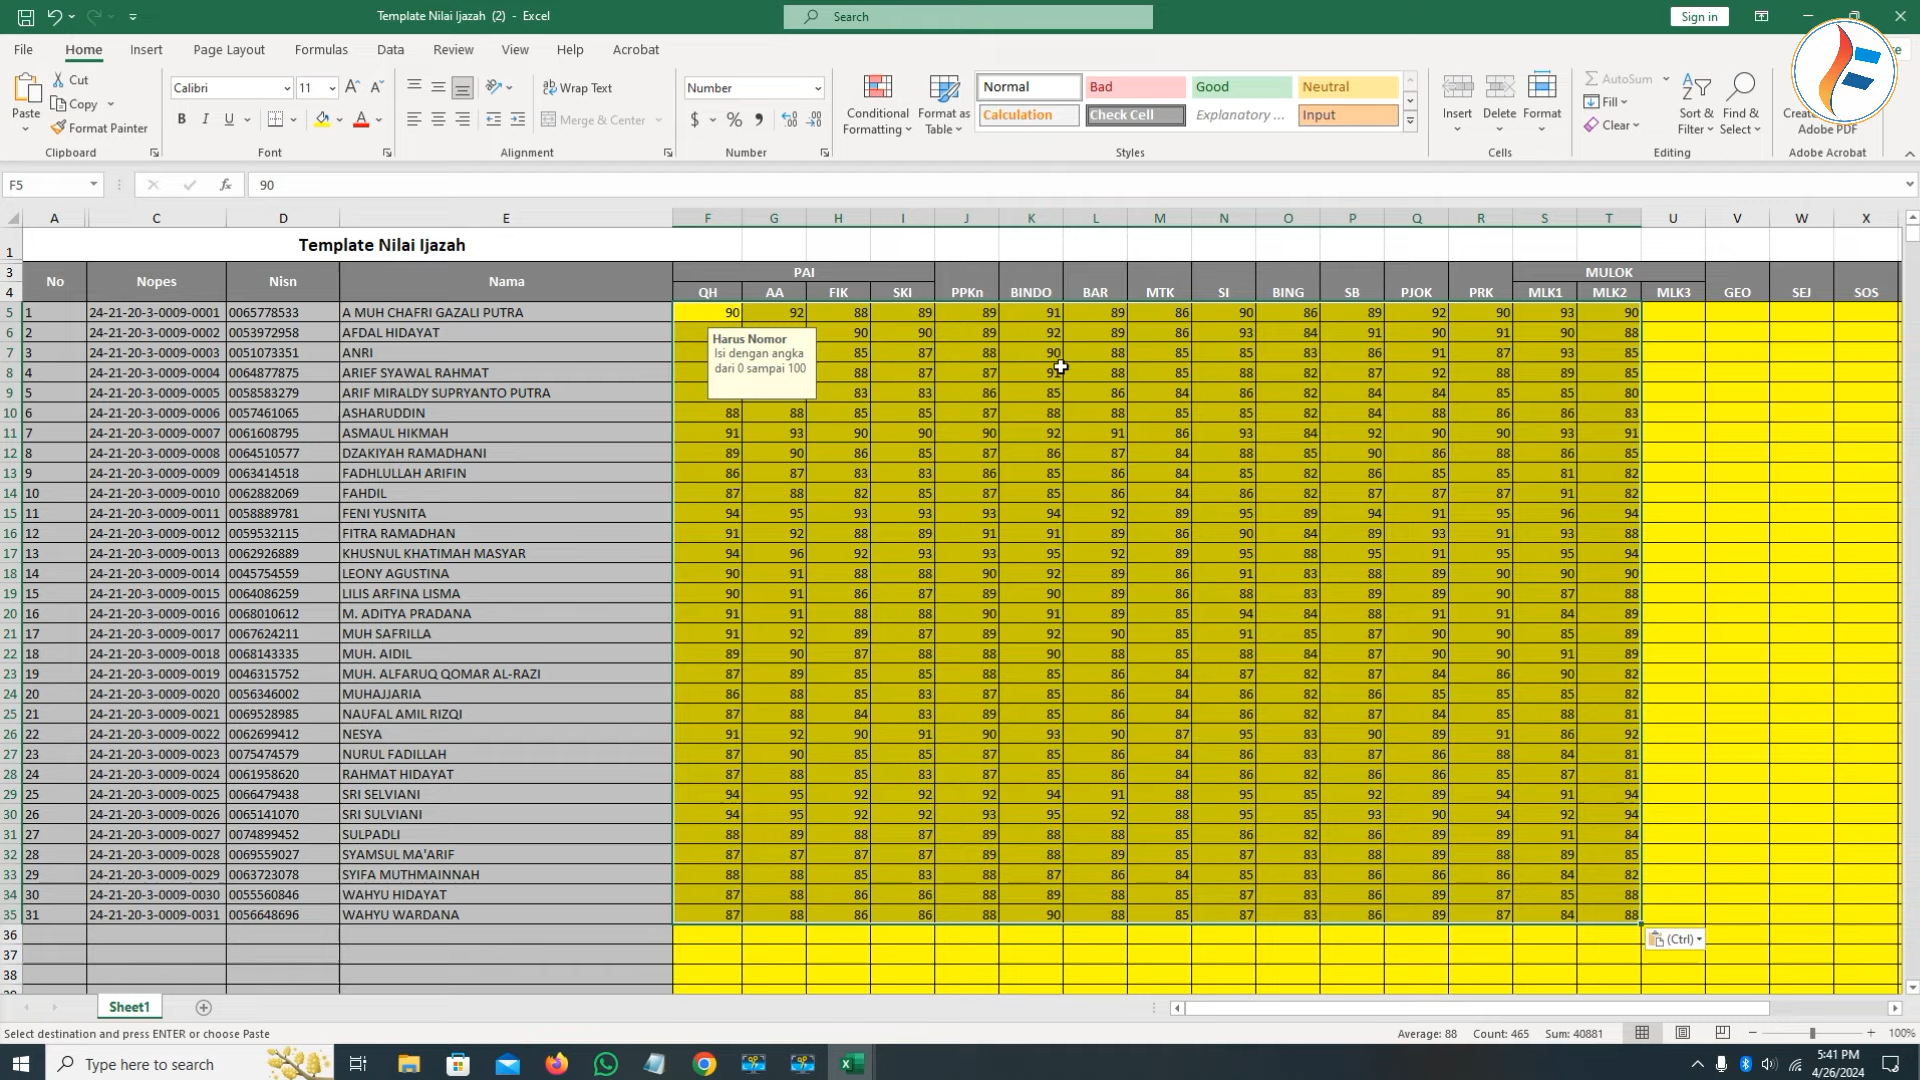 Template Nilai Ijazah (2) - Excel
Search
Sign in
File Home Insert Page Layout Formulas Data Review View Help Acrobat
Paste
Cut
Copy
Format Painter
Clipboard
Calibri 11
B I U
Font
Wrap Text
Merge & Center
Alignment
Number
$ % 9
Number
Conditional Formatting
Format as Table
Normal Bad Good Neutral
Calculation Check Cell Explanatory ... Input
Styles
Insert Delete Format
Cells
AutoSum
Fill
Clear
Sort & Filter
Find & Select
Editing
Adobe PDF
Adobe Acrobat
F5 fx 90
A C D E F G H I J K L M N O P Q R S T U V W X
1 Template Nilai Ijazah
3 No Nopes Nisn Nama PAI MULOK
4 QH AA FIK SKI PPKn BINDO BAR MTK SI BING SB PJOK PRK MLK1 MLK2 MLK3 GEO SEJ SOS
5 1 24-21-20-3-0009-0001 0065778533 A MUH CHAFRI GAZALI PUTRA 90 92 88 89 89 91 89 86 90 86 89 92 90 93 90
6 2 24-21-20-3-0009-0002 0053972958 AFDAL HIDAYAT 90 90 89 92 89 86 93 84 91 90 91 90 88
7 3 24-21-20-3-0009-0003 0051073351 ANRI 85 87 88 90 88 85 85 83 86 91 87 93 85
8 4 24-21-20-3-0009-0004 0064877875 ARIEF SYAWAL RAHMAT 88 87 87 91 88 85 88 82 87 92 88 89 85
9 5 24-21-20-3-0009-0005 0058583279 ARIF MIRALDY SUPRYANTO PUTRA 83 83 86 85 86 84 86 82 84 84 85 85 80
Harus Nomor
Isi dengan angka
dari 0 sampai 100
10 6 24-21-20-3-0009-0006 0057461065 ASHARUDDIN 88 88 85 85 87 88 88 85 86 82 84 88 86 86 83
11 7 24-21-20-3-0009-0007 0061608795 ASMAUL HIKMAH 91 93 90 90 90 92 91 86 93 84 92 90 90 93 91
12 8 24-21-20-3-0009-0008 0064510577 DZAKIYAH RAMADHANI 89 90 86 85 87 86 87 84 88 85 90 86 88 86 85
13 9 24-21-20-3-0009-0009 0063414518 FADHLULLAH ARIFIN 86 87 83 83 86 85 86 84 85 82 86 85 85 81 82
14 10 24-21-20-3-0009-0010 0062882069 FAHDIL 87 88 82 85 87 85 86 84 86 82 87 87 87 91 82
15 11 24-21-20-3-0009-0011 0058889781 FENI YUSNITA 94 95 93 93 93 94 92 89 95 89 94 91 95 96 94
16 12 24-21-20-3-0009-0012 0059532115 FITRA RAMADHAN 91 92 88 89 91 91 89 86 90 84 89 93 91 93 88
17 13 24-21-20-3-0009-0013 0062926889 KHUSNUL KHATIMAH MASYAR 94 96 92 93 93 95 92 89 95 88 95 91 95 95 94
18 14 24-21-20-3-0009-0014 0045754559 LEONY AGUSTINA 90 91 88 88 90 92 89 86 91 83 88 89 90 90 90
19 15 24-21-20-3-0009-0015 0064086259 LILIS ARFINA LISMA 90 91 86 87 89 90 89 86 88 83 89 89 90 87 88
20 16 24-21-20-3-0009-0016 0068010612 M. ADITYA PRADANA 91 91 88 88 90 91 89 86 94 84 88 91 91 84 89
21 17 24-21-20-3-0009-0017 0067624211 MUH SAFRILLA 91 92 89 87 89 92 90 85 91 85 87 90 90 85 89
22 18 24-21-20-3-0009-0018 0068143335 MUH. AIDIL 89 90 87 88 88 90 88 85 88 84 87 90 90 91 88
23 19 24-21-20-3-0009-0019 0046315752 MUH. ALFARUQ QOMAR AL-RAZI 87 89 85 85 88 85 86 84 87 82 87 84 86 90 82
24 20 24-21-20-3-0009-0020 0056346002 MUHAJJARIA 86 88 85 83 87 85 86 84 86 82 86 85 85 85 82
25 21 24-21-20-3-0009-0021 0069528985 NAUFAL AMIL RIZQI 87 88 84 83 89 85 86 84 86 82 87 84 85 88 81
26 22 24-21-20-3-0009-0022 0062699412 NESYA 91 92 90 91 90 93 90 87 95 83 90 89 91 86 92
27 23 24-21-20-3-0009-0023 0075474579 NURUL FADILLAH 87 90 85 85 87 85 86 84 86 83 87 86 88 84 81
28 24 24-21-20-3-0009-0024 0061958620 RAHMAT HIDAYAT 87 88 85 83 87 85 86 84 86 82 86 86 85 87 81
29 25 24-21-20-3-0009-0025 0066479438 SRI SELVIANI 94 95 92 92 92 94 91 88 95 85 92 89 94 91 94
30 26 24-21-20-3-0009-0026 0065141070 SRI SULVIANI 94 95 92 92 93 95 92 88 95 85 93 90 94 92 94
31 27 24-21-20-3-0009-0027 0074899452 SULPADLI 88 89 88 87 89 88 88 85 86 82 86 89 89 91 84
32 28 24-21-20-3-0009-0028 0069559027 SYAMSUL MA'ARIF 87 87 87 87 89 88 89 85 87 83 88 88 89 89 85
33 29 24-21-20-3-0009-0029 0063723078 SYIFA MUTHMAINNAH 88 88 85 83 88 87 86 84 85 83 86 86 86 84 82
34 30 24-21-20-3-0009-0030 0055560846 WAHYU HIDAYAT 87 88 86 86 88 89 88 85 87 83 86 89 87 85 88
35 31 24-21-20-3-0009-0031 0056648696 WAHYU WARDANA 87 88 86 86 88 90 88 85 87 83 86 89 87 84 88
36
(Ctrl)
37
38
Sheet1
Select destination and press ENTER or choose Paste
Average: 88 Count: 465 Sum: 40881
100%
Type here to search
5:41 PM
4/26/2024